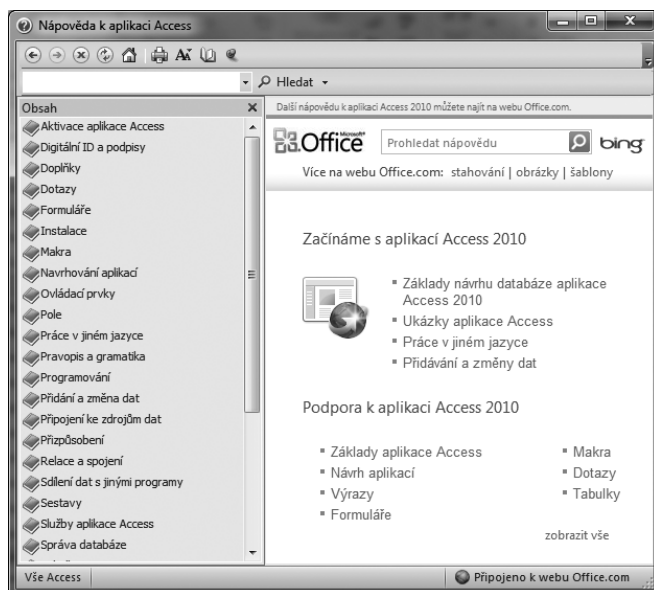 Nápověda k aplikaci Access
Hledat
Obsah
Aktivace aplikace Access
Digitální ID a podpisy
Doplňky
Dotazy
Formuláře
Instalace
Makra
Navrhování aplikací
Ovládací prvky
Pole
Práce v jiném jazyce
Pravopis a gramatika
Programování
Přidání a změna dat
Připojení ke zdrojům dat
Přizpůsobení
Relace a spojení
Sdílení dat s jinými programy
Sestavy
Služby aplikace Access
Správa databáze
Další nápovědu k aplikaci Access 2010 můžete najít na webu Office.com.
Microsoft Office Prohledat nápovědu bing
Více na webu Office.com: stahování | obrázky | šablony
Začínáme s aplikací Access 2010
Základy návrhu databáze aplikace
Access 2010
Ukázky aplikace Access
Práce v jiném jazyce
Přidávání a změny dat
Podpora k aplikaci Access 2010
Základy aplikace Access
Návrh aplikací
Výrazy
Formuláře
Makra
Dotazy
Tabulky
zobrazit vše
Vše Access
Připojeno k webu Office.com